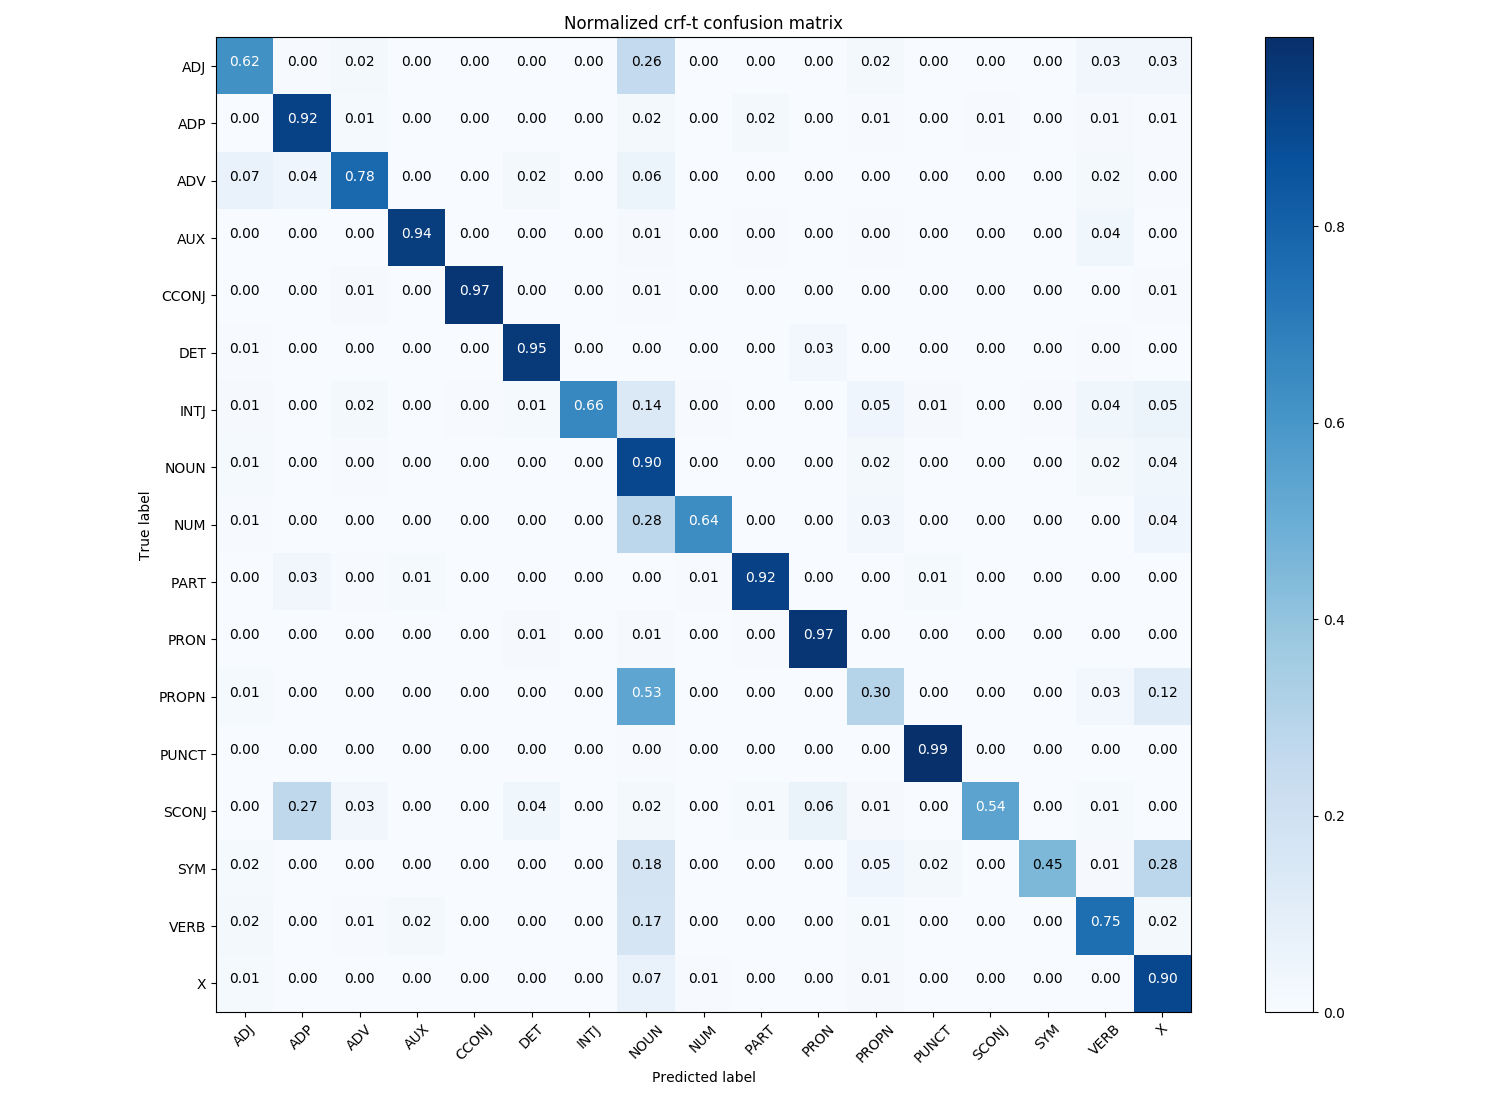 Normalized crf-t confusion matrix
ADJ 0.62 0.00 0.02 0.00 0.00 0.00 0.00 0.26 0.00 0.00 0.00 0.02 0.00 0.00 0.00 0.03 0.03
ADP 0.00 0.92 0.01 0.00 0.00 0.00 0.00 0.02 0.00 0.02 0.00 0.01 0.00 0.01 0.00 0.01 0.01
ADV 0.07 0.04 0.78 0.00 0.00 0.02 0.00 0.06 0.00 0.00 0.00 0.00 0.00 0.00 0.00 0.02 0.00
AUX 0.00 0.00 0.00 0.94 0.00 0.00 0.00 0.01 0.00 0.00 0.00 0.00 0.00 0.00 0.00 0.04 0.00
CCONJ 0.00 0.00 0.01 0.00 0.97 0.00 0.00 0.01 0.00 0.00 0.00 0.00 0.00 0.00 0.00 0.00 0.01
DET 0.01 0.00 0.00 0.00 0.00 0.95 0.00 0.00 0.00 0.00 0.03 0.00 0.00 0.00 0.00 0.00 0.00
INTJ 0.01 0.00 0.02 0.00 0.00 0.01 0.66 0.14 0.00 0.00 0.00 0.05 0.01 0.00 0.00 0.04 0.05
NOUN 0.01 0.00 0.00 0.00 0.00 0.00 0.00 0.90 0.00 0.00 0.00 0.02 0.00 0.00 0.00 0.02 0.04
NUM 0.01 0.00 0.00 0.00 0.00 0.00 0.00 0.28 0.64 0.00 0.00 0.03 0.00 0.00 0.00 0.00 0.04
PART 0.00 0.03 0.00 0.01 0.00 0.00 0.00 0.00 0.01 0.92 0.00 0.00 0.01 0.00 0.00 0.00 0.00
PRON 0.00 0.00 0.00 0.00 0.00 0.01 0.00 0.01 0.00 0.00 0.97 0.00 0.00 0.00 0.00 0.00 0.00
PROPN 0.01 0.00 0.00 0.00 0.00 0.00 0.00 0.53 0.00 0.00 0.00 0.30 0.00 0.00 0.00 0.03 0.12
PUNCT 0.00 0.00 0.00 0.00 0.00 0.00 0.00 0.00 0.00 0.00 0.00 0.00 0.99 0.00 0.00 0.00 0.00
SCONJ 0.00 0.27 0.03 0.00 0.00 0.04 0.00 0.02 0.00 0.01 0.06 0.01 0.00 0.54 0.00 0.01 0.00
SYM 0.02 0.00 0.00 0.00 0.00 0.00 0.00 0.18 0.00 0.00 0.00 0.05 0.02 0.00 0.45 0.01 0.28
VERB 0.02 0.00 0.01 0.02 0.00 0.00 0.00 0.17 0.00 0.00 0.00 0.01 0.00 0.00 0.00 0.75 0.02
X 0.01 0.00 0.00 0.00 0.00 0.00 0.00 0.07 0.01 0.00 0.00 0.01 0.00 0.00 0.00 0.00 0.90
ADJ ADP ADV AUX CCONJ DET INTJ NOUN NUM PART PRON PROPN PUNCT SCONJ SYM VERB X
Predicted label
True label
0.8
0.6
0.4
0.2
0.0